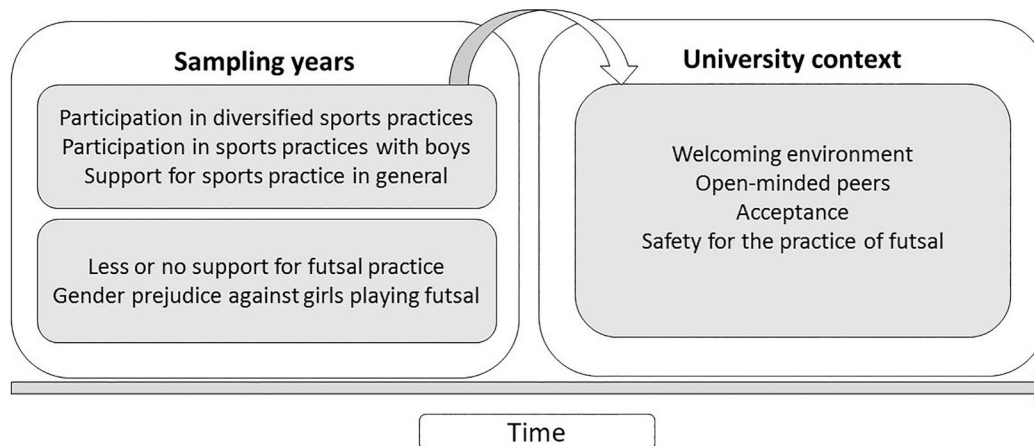 Sampling years
Participation in diversified sports practices
Participation in sports practices with boys
Support for sports practice in general
Less or no support for futsal practice
Gender prejudice against girls playing futsal
University context
Welcoming environment
Open-minded peers
Acceptance
Safety for the practice of futsal
Time